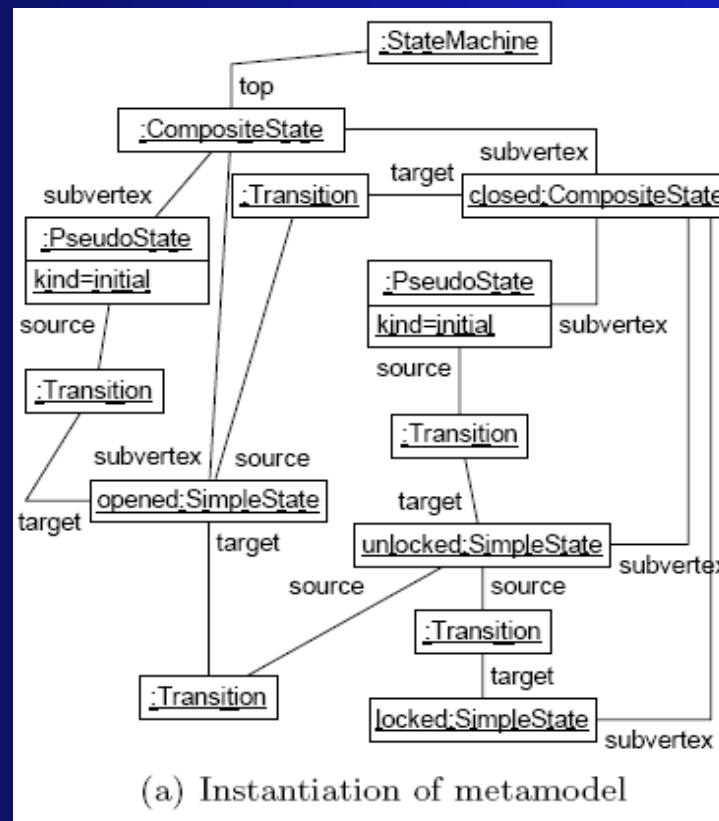 :StateMachine
top
:CompositeState
subvertex
subvertex
target
:Transition
closed:CompositeState
:PseudoState
kind=initial
:PseudoState
kind=initial
subvertex
source
source
:Transition
:Transition
subvertex
source
target
opened:SimpleState
target
target
unlocked:SimpleState
subvertex
source
source
:Transition
target
:Transition
locked:SimpleState
subvertex
(a) Instantiation of metamodel